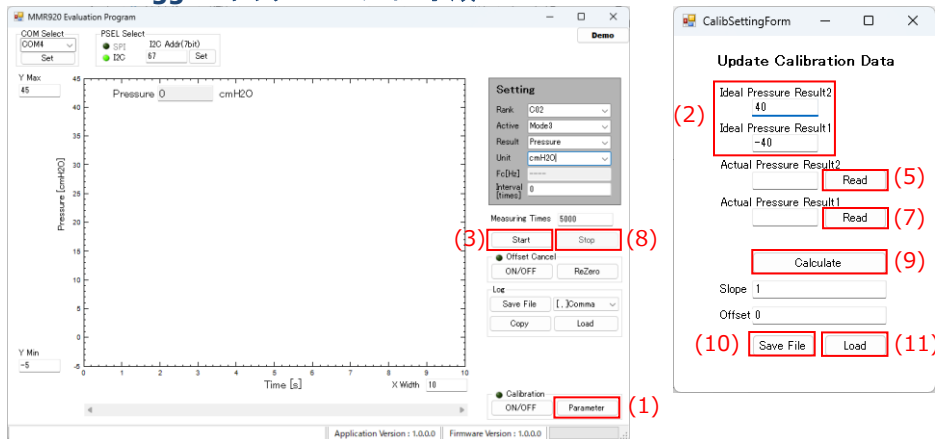 MMR920 Evaluation Program
COM Select
COM4
Set
PSEL Select
SPI
I2C
I2C Addr(7bit)
67
Set
Demo
Y Max
45
Pressure 0 cmH2O
45
40
35
30
25
20
15
10
5
0
-5
Pressure [cmH2O]
Y Min
-5
0 1 2 3 4 5 6 7 8 9 10
Time [s]
X Width 10
Setting
Rank C82
Active Mode3
Result Pressure
Unit cmH2O
Fc[Hz] ----
Interval [times] 0
Measuring Times 5000
(3) Start Stop (8)
Offset Cancel
ON/OFF ReZero
Log
Save File [,]Comma
Copy Load
Calibration
ON/OFF Parameter (1)
Application Version : 1.0.0.0 Firmware Version : 1.0.0.0
CalibSettingForm
Update Calibration Data
(2)
Ideal Pressure Result2
40
Ideal Pressure Result1
-40
Actual Pressure Result2
Read (5)
Actual Pressure Result1
Read (7)
Calculate (9)
Slope 1
Offset 0
(10) Save File Load (11)